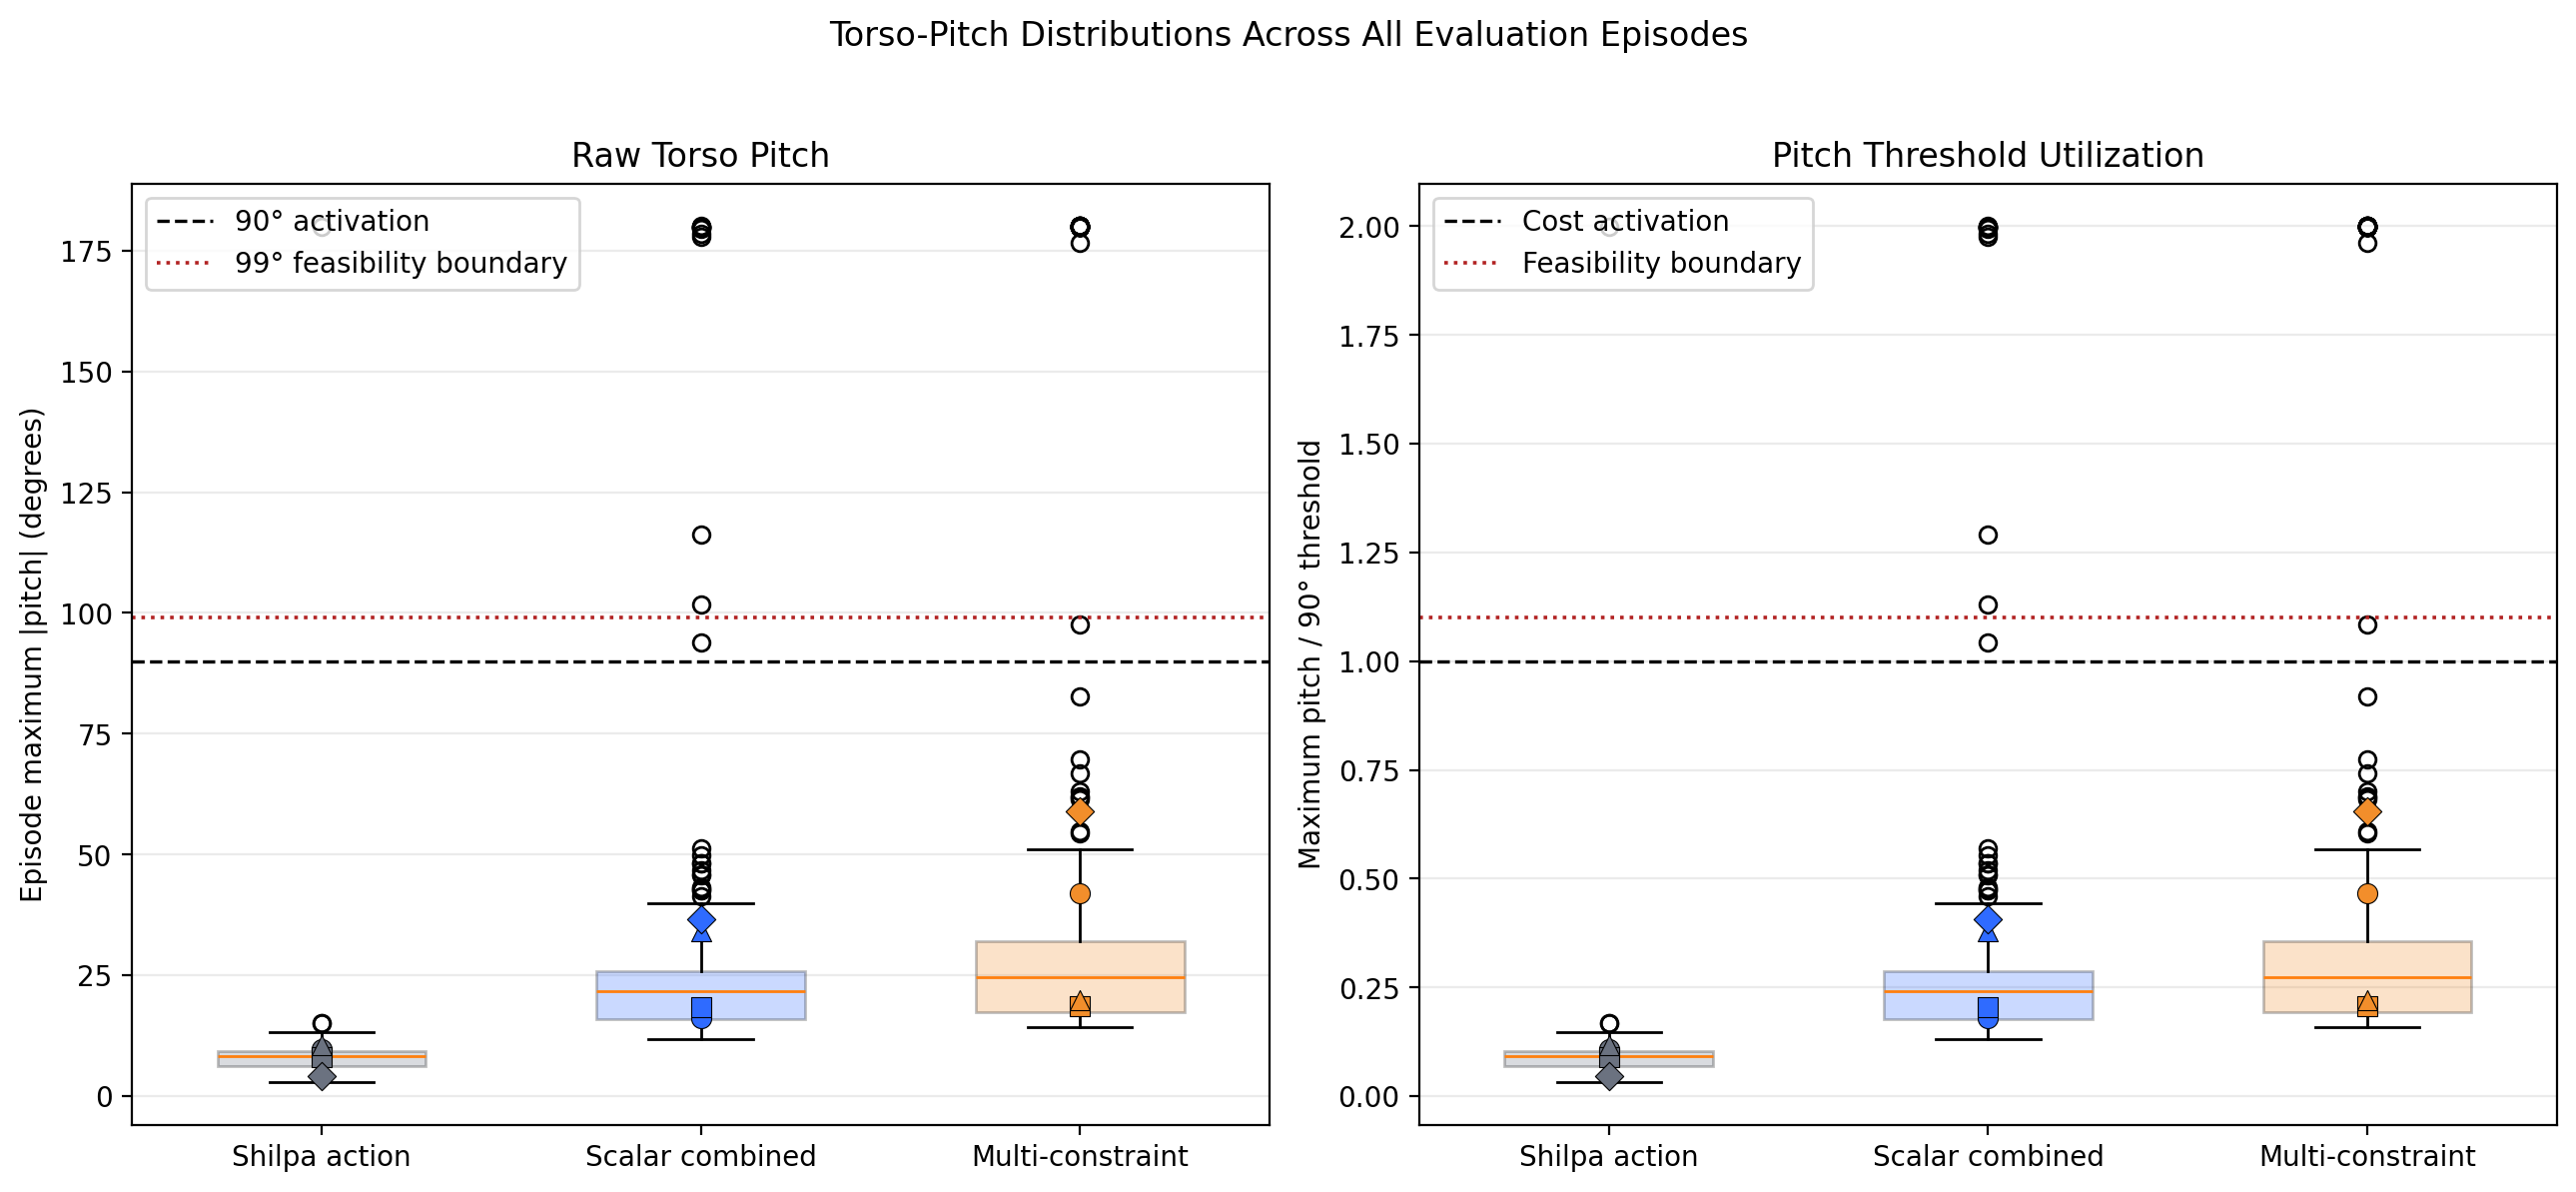 Torso-Pitch Distributions Across All Evaluation Episodes
Raw Torso Pitch
90° activation
99° feasibility boundary
Episode maximum |pitch| (degrees)
175
150
125
100
75
50
25
0
Shilpa action
Scalar combined
Multi-constraint
Pitch Threshold Utilization
Cost activation
Feasibility boundary
Maximum pitch / 90° threshold
2.00
1.75
1.50
1.25
1.00
0.75
0.50
0.25
0.00
Shilpa action
Scalar combined
Multi-constraint